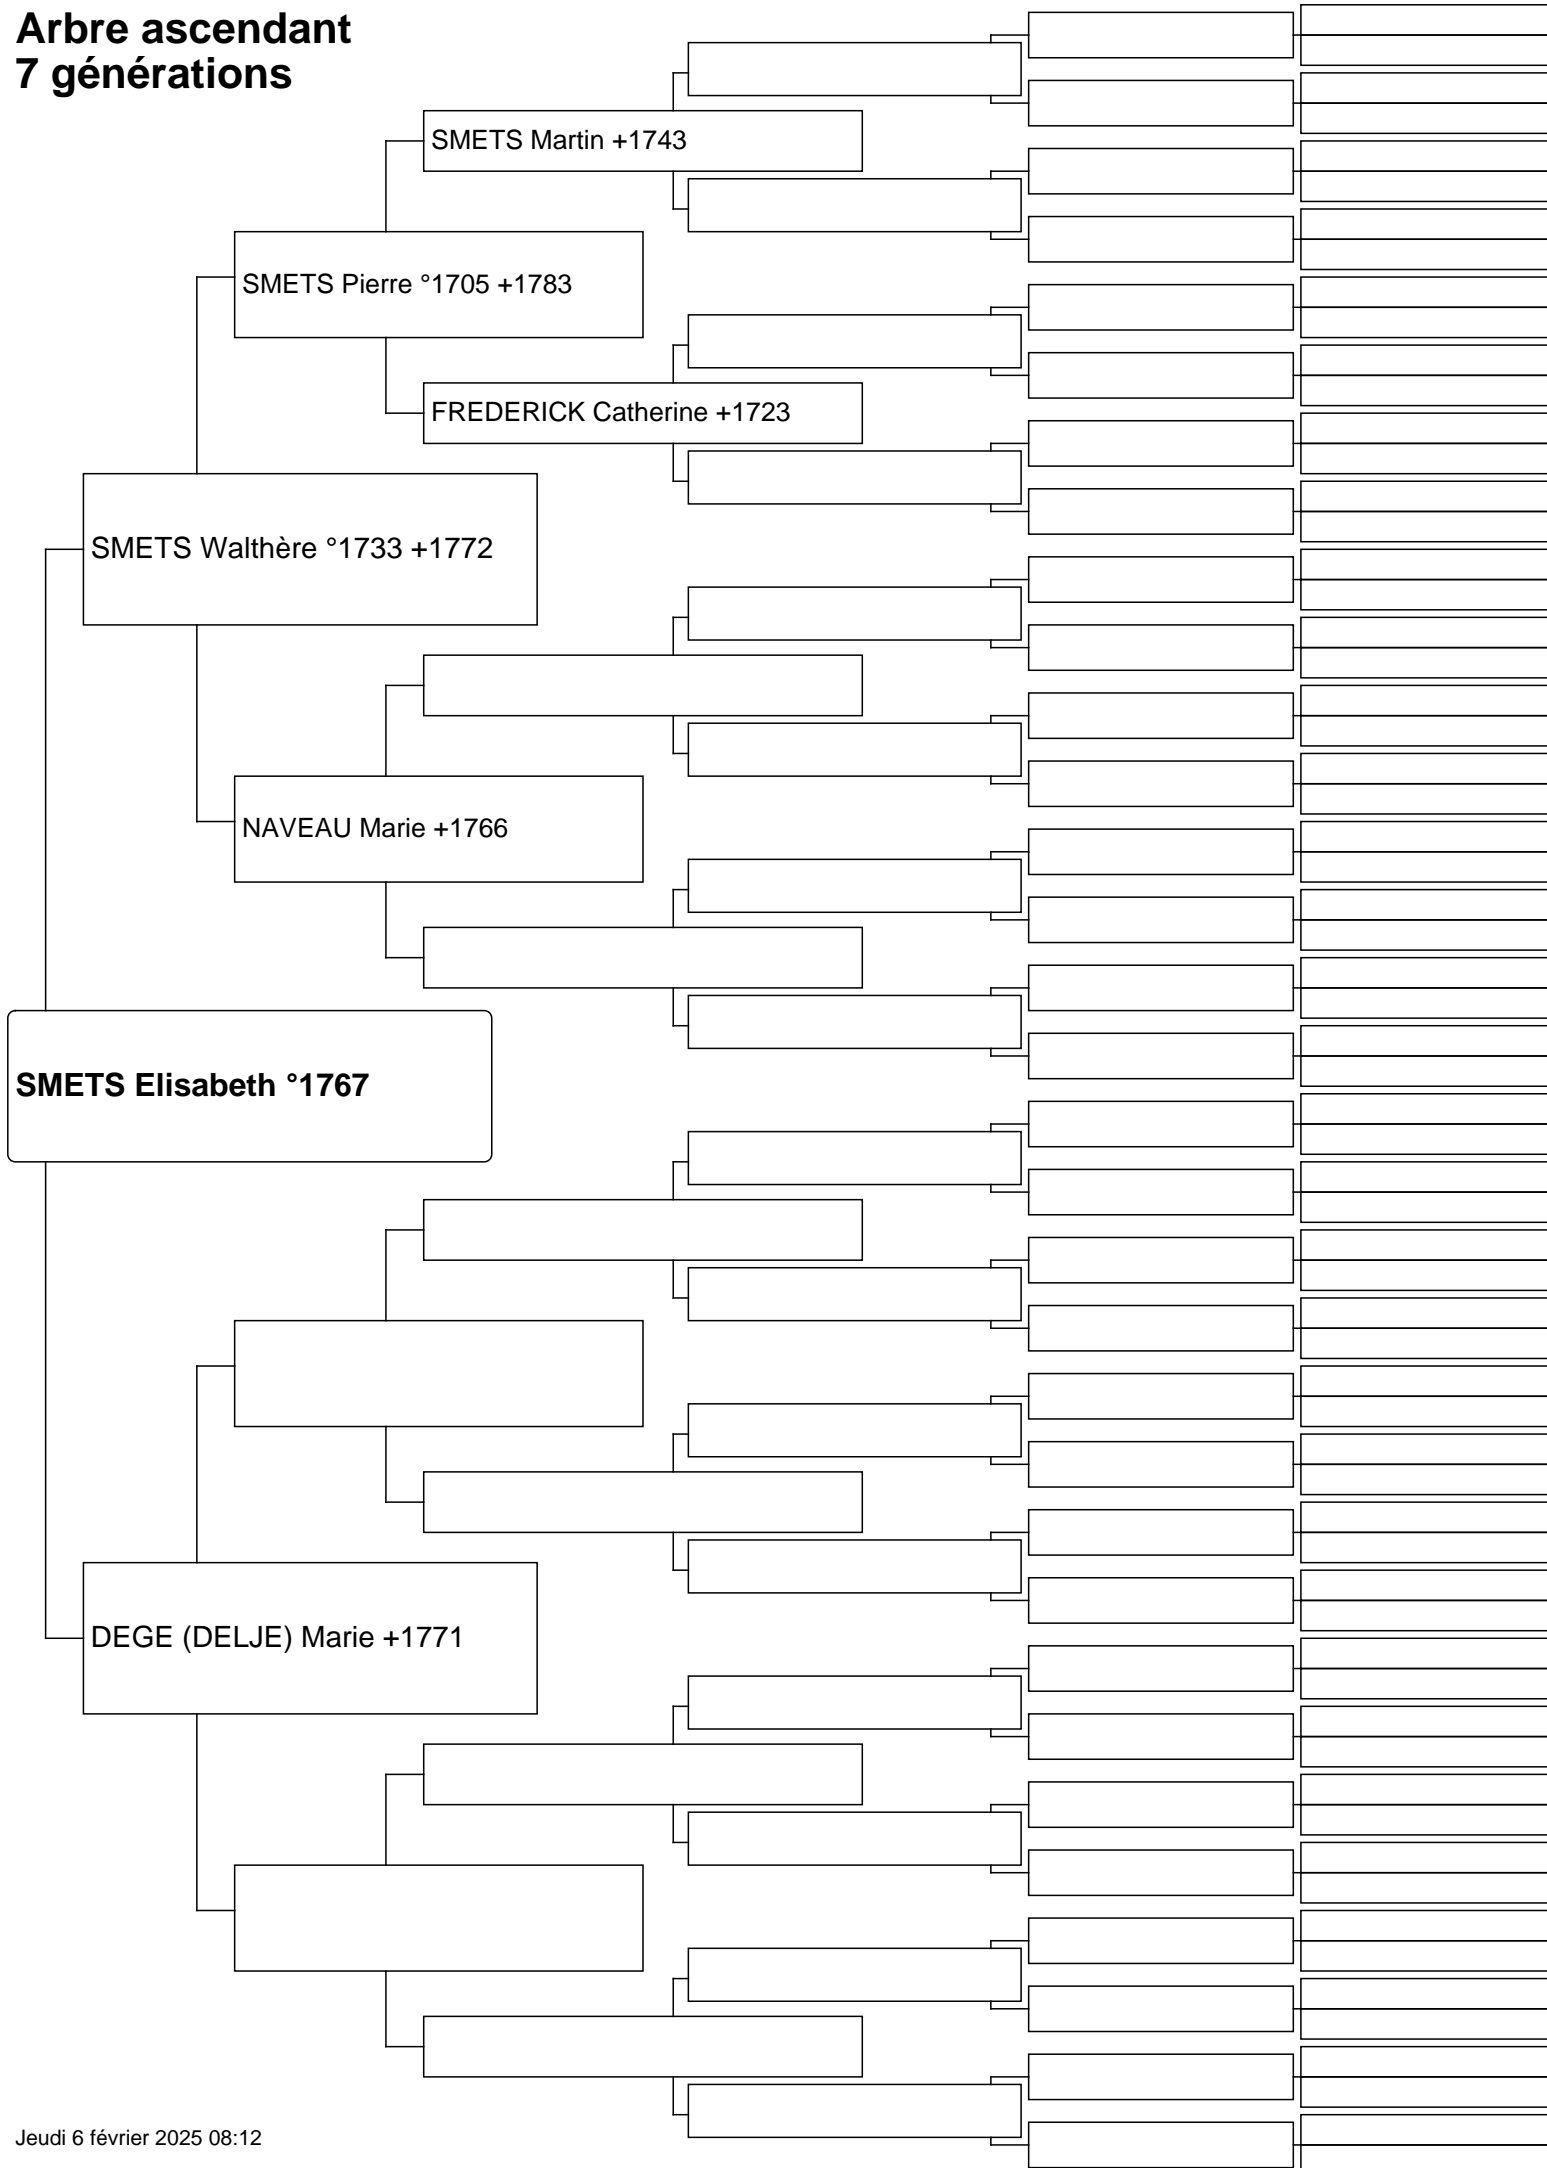 Arbre ascendant
7 générations
SMETS Martin +1743
SMETS Pierre °1705 +1783
FREDERICK Catherine +1723
SMETS Walthère °1733 +1772
NAVEAU Marie +1766
SMETS Elisabeth °1767
DEGE (DELJE) Marie +1771
Jeudi 6 février 2025 08:12